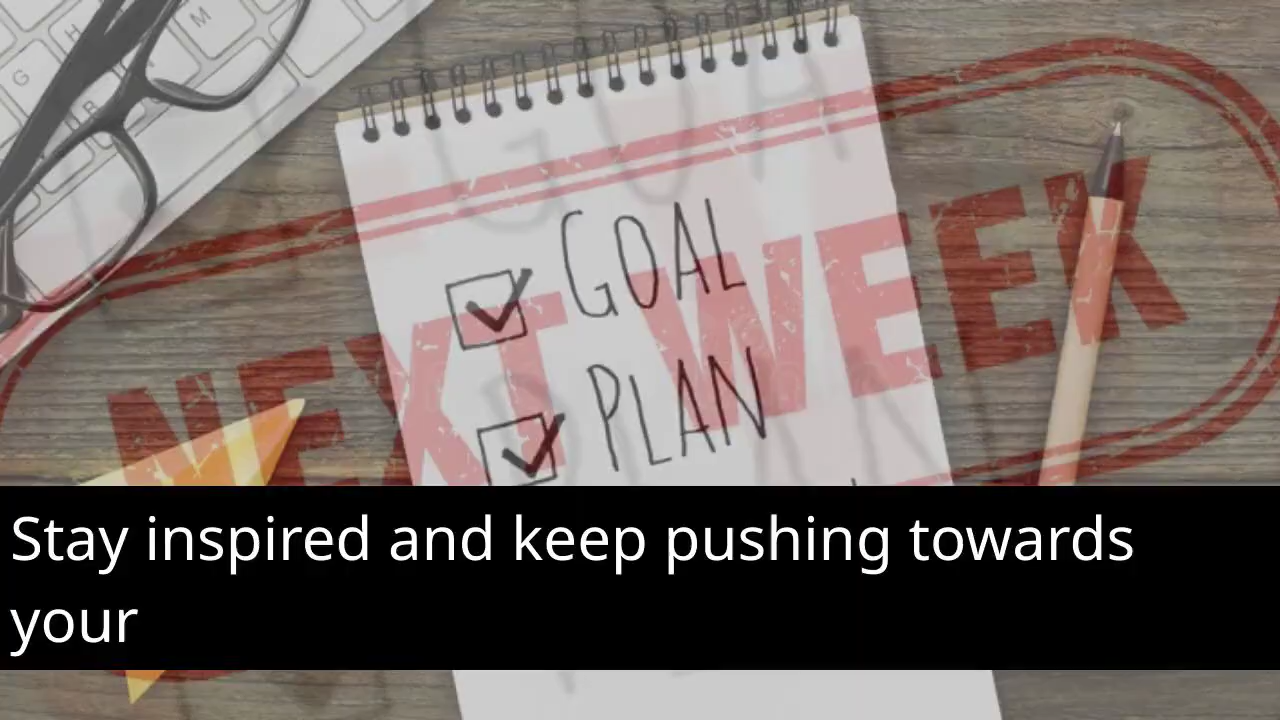 GOAL
NEXT WEEK
PLAN
Stay inspired and keep pushing towards
your